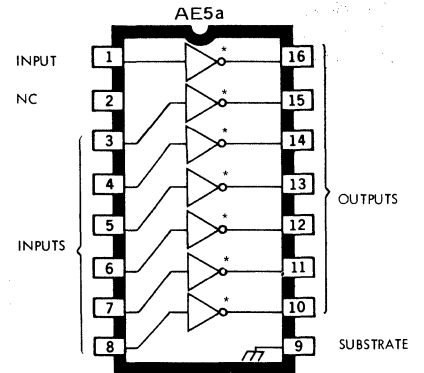 AE5a
INPUT 1 * 16
NC 2 * 15
3 * 14
4 * 13
OUTPUTS
5 * 12
INPUTS
6 * 11
7 * 10
8 9 SUBSTRATE